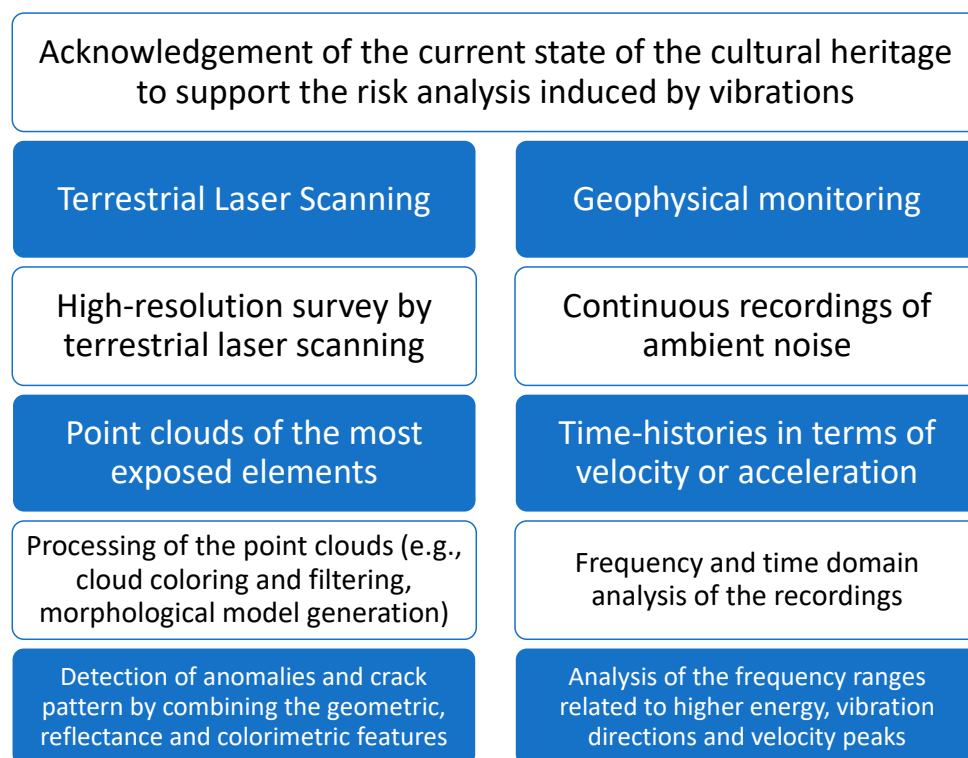 Acknowledgement of the current state of the cultural heritage
to support the risk analysis induced by vibrations
Terrestrial Laser Scanning
Geophysical monitoring
High-resolution survey by
terrestrial laser scanning
Continuous recordings of
ambient noise
Point clouds of the most
exposed elements
Time-histories in terms of
velocity or acceleration
Processing of the point clouds (e.g.,
cloud coloring and filtering,
morphological model generation)
Frequency and time domain
analysis of the recordings
Detection of anomalies and crack
pattern by combining the geometric,
reflectance and colorimetric features
Analysis of the frequency ranges
related to higher energy, vibration
directions and velocity peaks